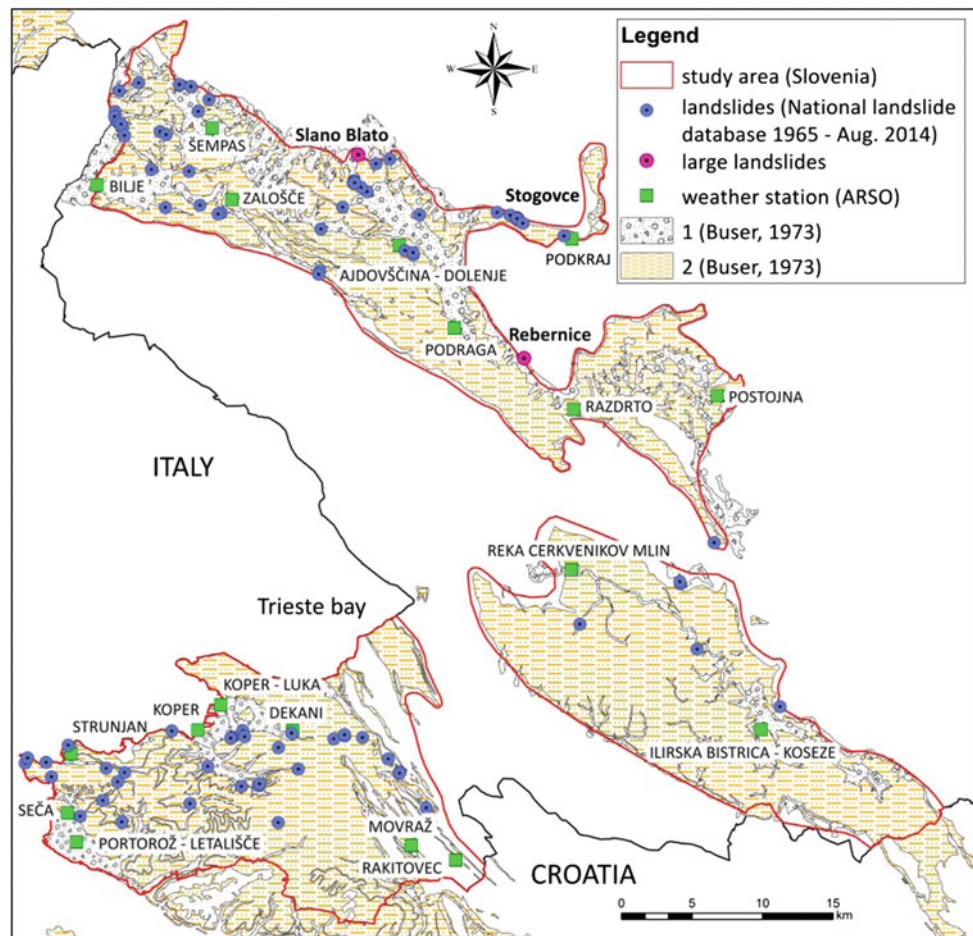 N
W E
S
Legend
study area (Slovenia)
landslides (National landslide
database 1965 - Aug. 2014)
large landslides
weather station (ARSO)
1 (Buser, 1973)
2 (Buser, 1973)
ŠEMPAS
Slano Blato
BILJE
ZALOŠČE
Stogovce
PODKRAJ
AJDOVŠČINA - DOLENJE
PODRAGA
Rebernice
RAZDRTO
POSTOJNA
ITALY
REKA CERKVENIKOV MLIN
Trieste bay
KOPER - LUKA
KOPER
DEKANI
STRUNJAN
ILIRSKA BISTRICA - KOSEZE
SEČA
PORTOROŽ - LETALIŠČE
MOVRAŽ
RAKITOVEC
CROATIA
0 5 10 15
km